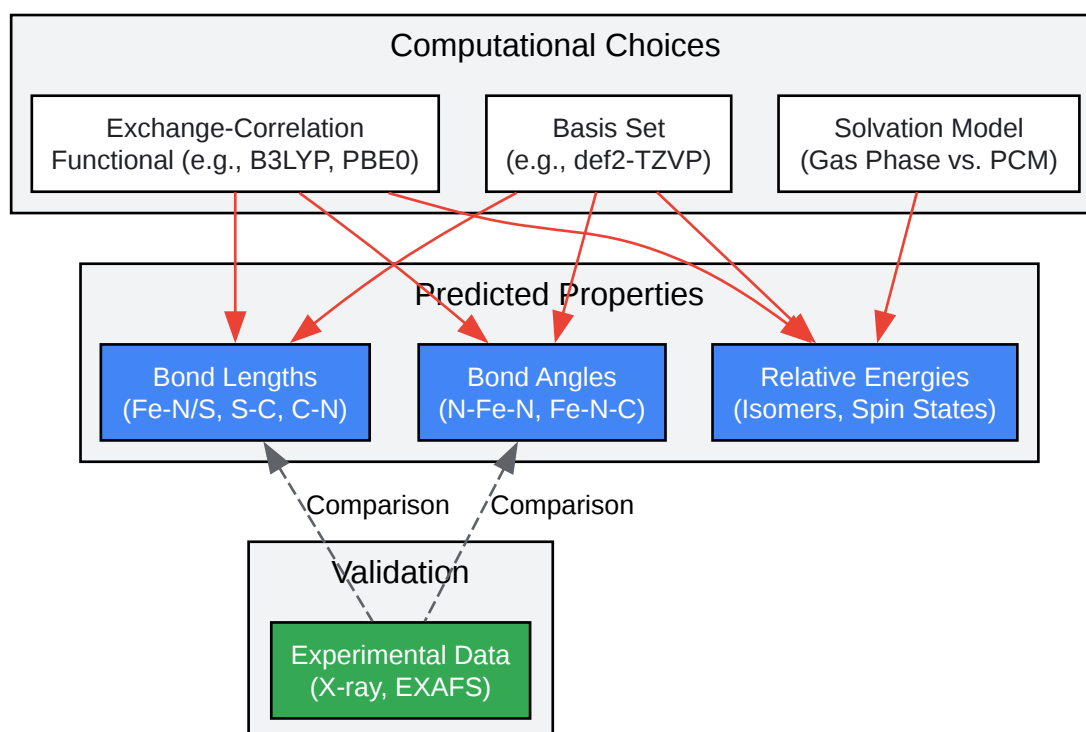 Computational Choices
Exchange-Correlation
Functional (e.g., B3LYP, PBE0)
Basis Set
(e.g., def2-TZVP)
Solvation Model
(Gas Phase vs. PCM)
Predicted Properties
Bond Lengths
(Fe-N/S, S-C, C-N)
Bond Angles
(N-Fe-N, Fe-N-C)
Relative Energies
(Isomers, Spin States)
Comparison
Comparison
Validation
Experimental Data
(X-ray, EXAFS)